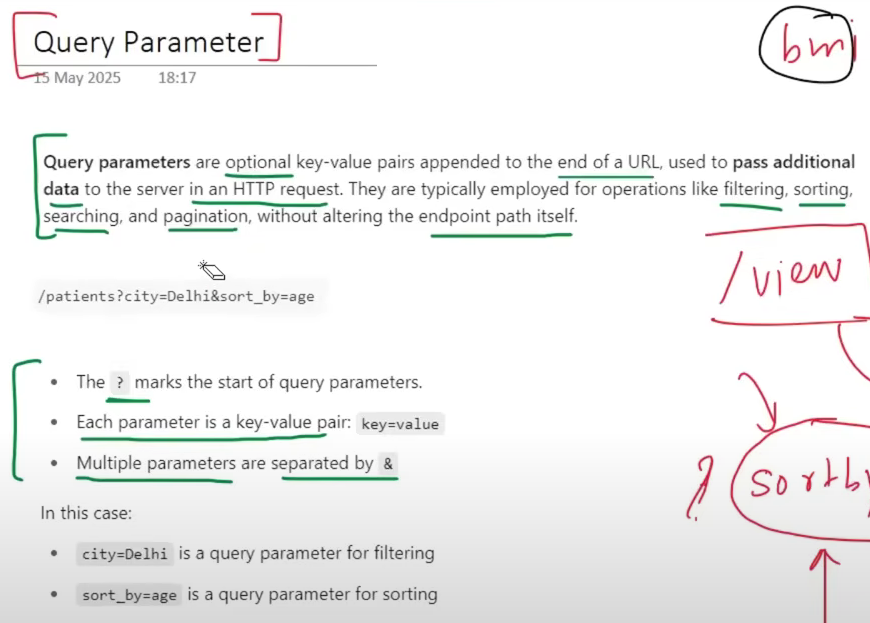 Query Parameter
bmi
15 May 2025 18:17
Query parameters are optional key-value pairs appended to the end of a URL, used to pass additional
data to the server in an HTTP request. They are typically employed for operations like filtering, sorting,
searching, and pagination, without altering the endpoint path itself.
/view
/patients?city=Delhi&sort_by=age
The ? marks the start of query parameters.
Each parameter is a key-value pair: key=value
Multiple parameters are separated by &
? sortby
In this case:
city=Delhi is a query parameter for filtering
sort_by=age is a query parameter for sorting